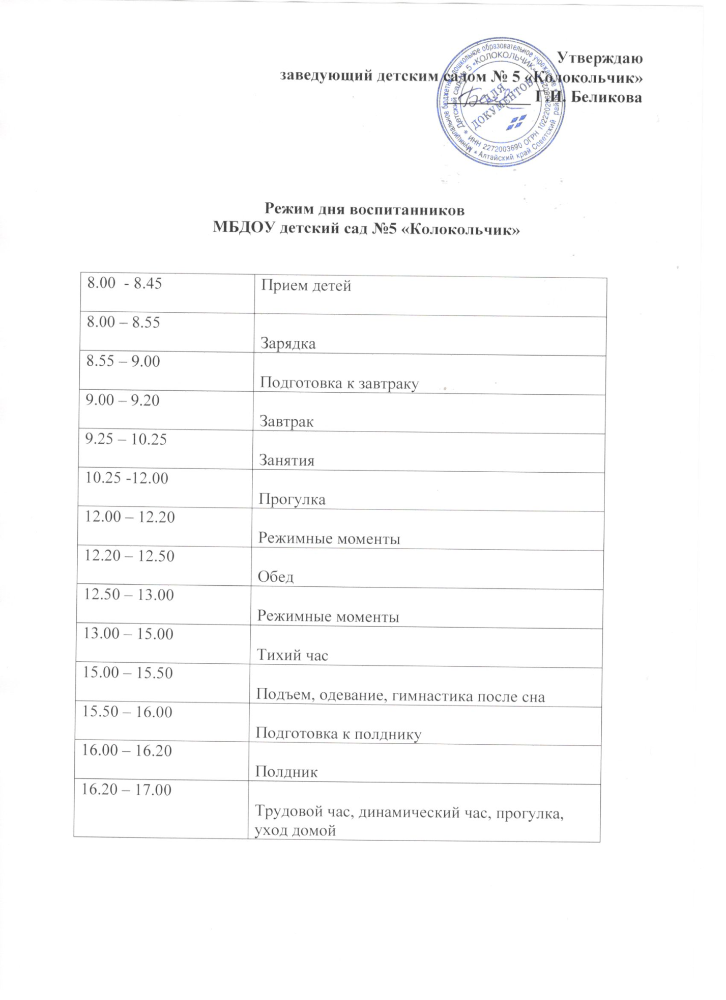 Утверждаю
заведующий детским садом № 5 «Колокольчик»
Г.И. Беликова
Муниципальное бюджетное дошкольное образовательное учреждение
* Алтайский край Советский район
Детский сад № 5 «КОЛОКОЛЬЧИК»
* ИНН 2272003690 ОГРН
ДЛЯ
ДОКУМЕНТОВ
Режим дня воспитанников
МБДОУ детский сад №5 «Колокольчик»
8.00 - 8.45 Прием детей
8.00 – 8.55
Зарядка
8.55 – 9.00
Подготовка к завтраку
9.00 – 9.20
Завтрак
9.25 – 10.25
Занятия
10.25 -12.00
Прогулка
12.00 – 12.20
Режимные моменты
12.20 – 12.50
Обед
12.50 – 13.00
Режимные моменты
13.00 – 15.00
Тихий час
15.00 – 15.50
Подъем, одевание, гимнастика после сна
15.50 – 16.00
Подготовка к полднику
16.00 – 16.20
Полдник
16.20 – 17.00
Трудовой час, динамический час, прогулка,
уход домой